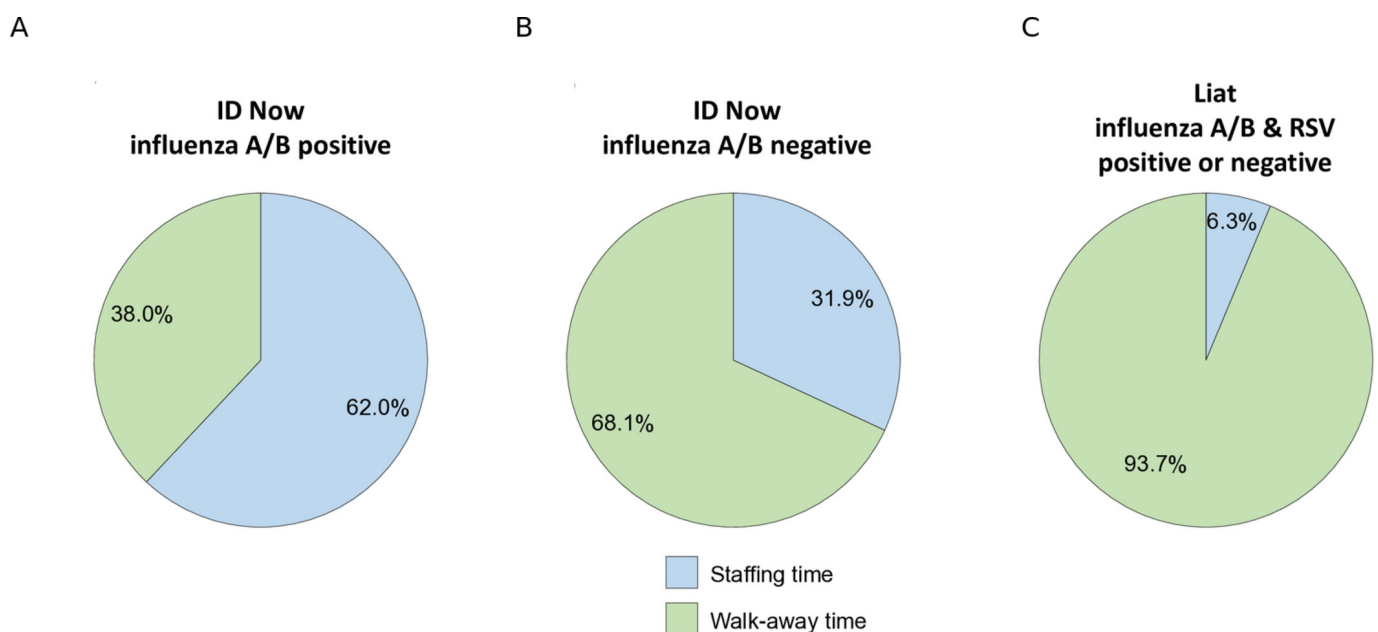 A
B
C
ID Now
influenza A/B positive
ID Now
influenza A/B negative
Liat
influenza A/B & RSV
positive or negative
38.0%
62.0%
31.9%
68.1%
6.3%
93.7%
Staffing time
Walk-away time